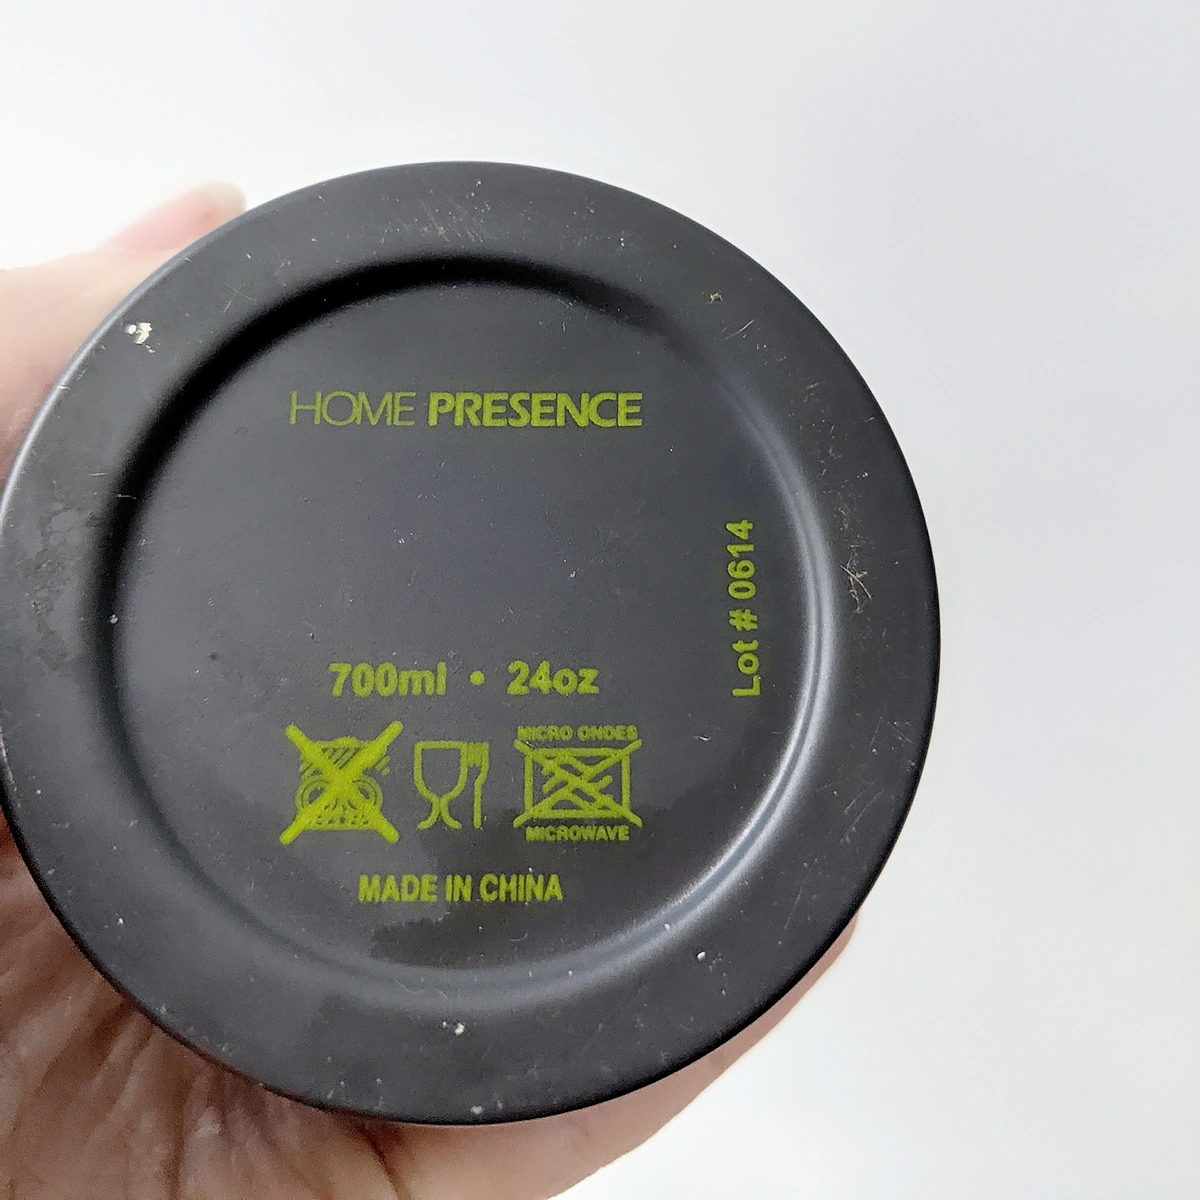 HOME PRESENCE
Lot # 0614
700ml • 24oz
MICRO ONDES
MICROWAVE
MADE IN CHINA